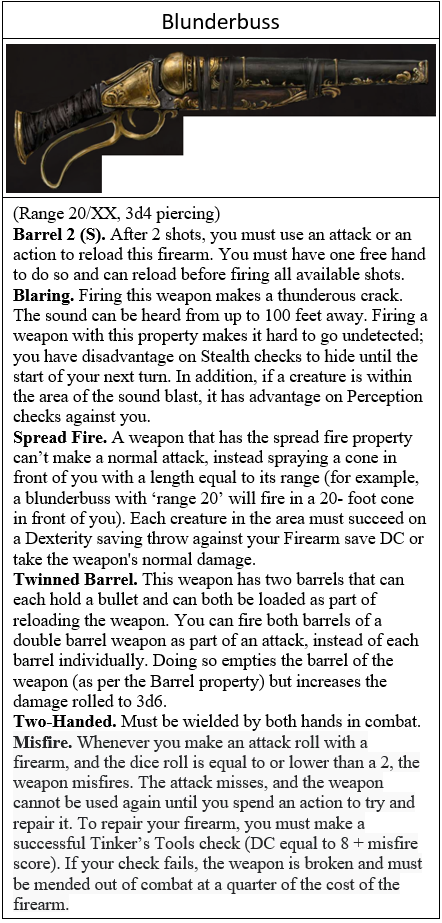 Blunderbuss
(Range 20/XX, 3d4 piercing)
Barrel 2 (S). After 2 shots, you must use an attack or an
action to reload this firearm. You must have one free hand
to do so and can reload before firing all available shots.
Blaring. Firing this weapon makes a thunderous crack.
The sound can be heard from up to 100 feet away. Firing a
weapon with this property makes it hard to go undetected;
you have disadvantage on Stealth checks to hide until the
start of your next turn. In addition, if a creature is within
the area of the sound blast, it has advantage on Perception
checks against you.
Spread Fire. A weapon that has the spread fire property
can’t make a normal attack, instead spraying a cone in
front of you with a length equal to its range (for example,
a blunderbuss with ‘range 20’ will fire in a 20- foot cone
in front of you). Each creature in the area must succeed on
a Dexterity saving throw against your Firearm save DC or
take the weapon's normal damage.
Twinned Barrel. This weapon has two barrels that can
each hold a bullet and can both be loaded as part of
reloading the weapon. You can fire both barrels of a
double barrel weapon as part of an attack, instead of each
barrel individually. Doing so empties the barrel of the
weapon (as per the Barrel property) but increases the
damage rolled to 3d6.
Two-Handed. Must be wielded by both hands in combat.
Misfire. Whenever you make an attack roll with a
firearm, and the dice roll is equal to or lower than a 2, the
weapon misfires. The attack misses, and the weapon
cannot be used again until you spend an action to try and
repair it. To repair your firearm, you must make a
successful Tinker’s Tools check (DC equal to 8 + misfire
score). If your check fails, the weapon is broken and must
be mended out of combat at a quarter of the cost of the
firearm.